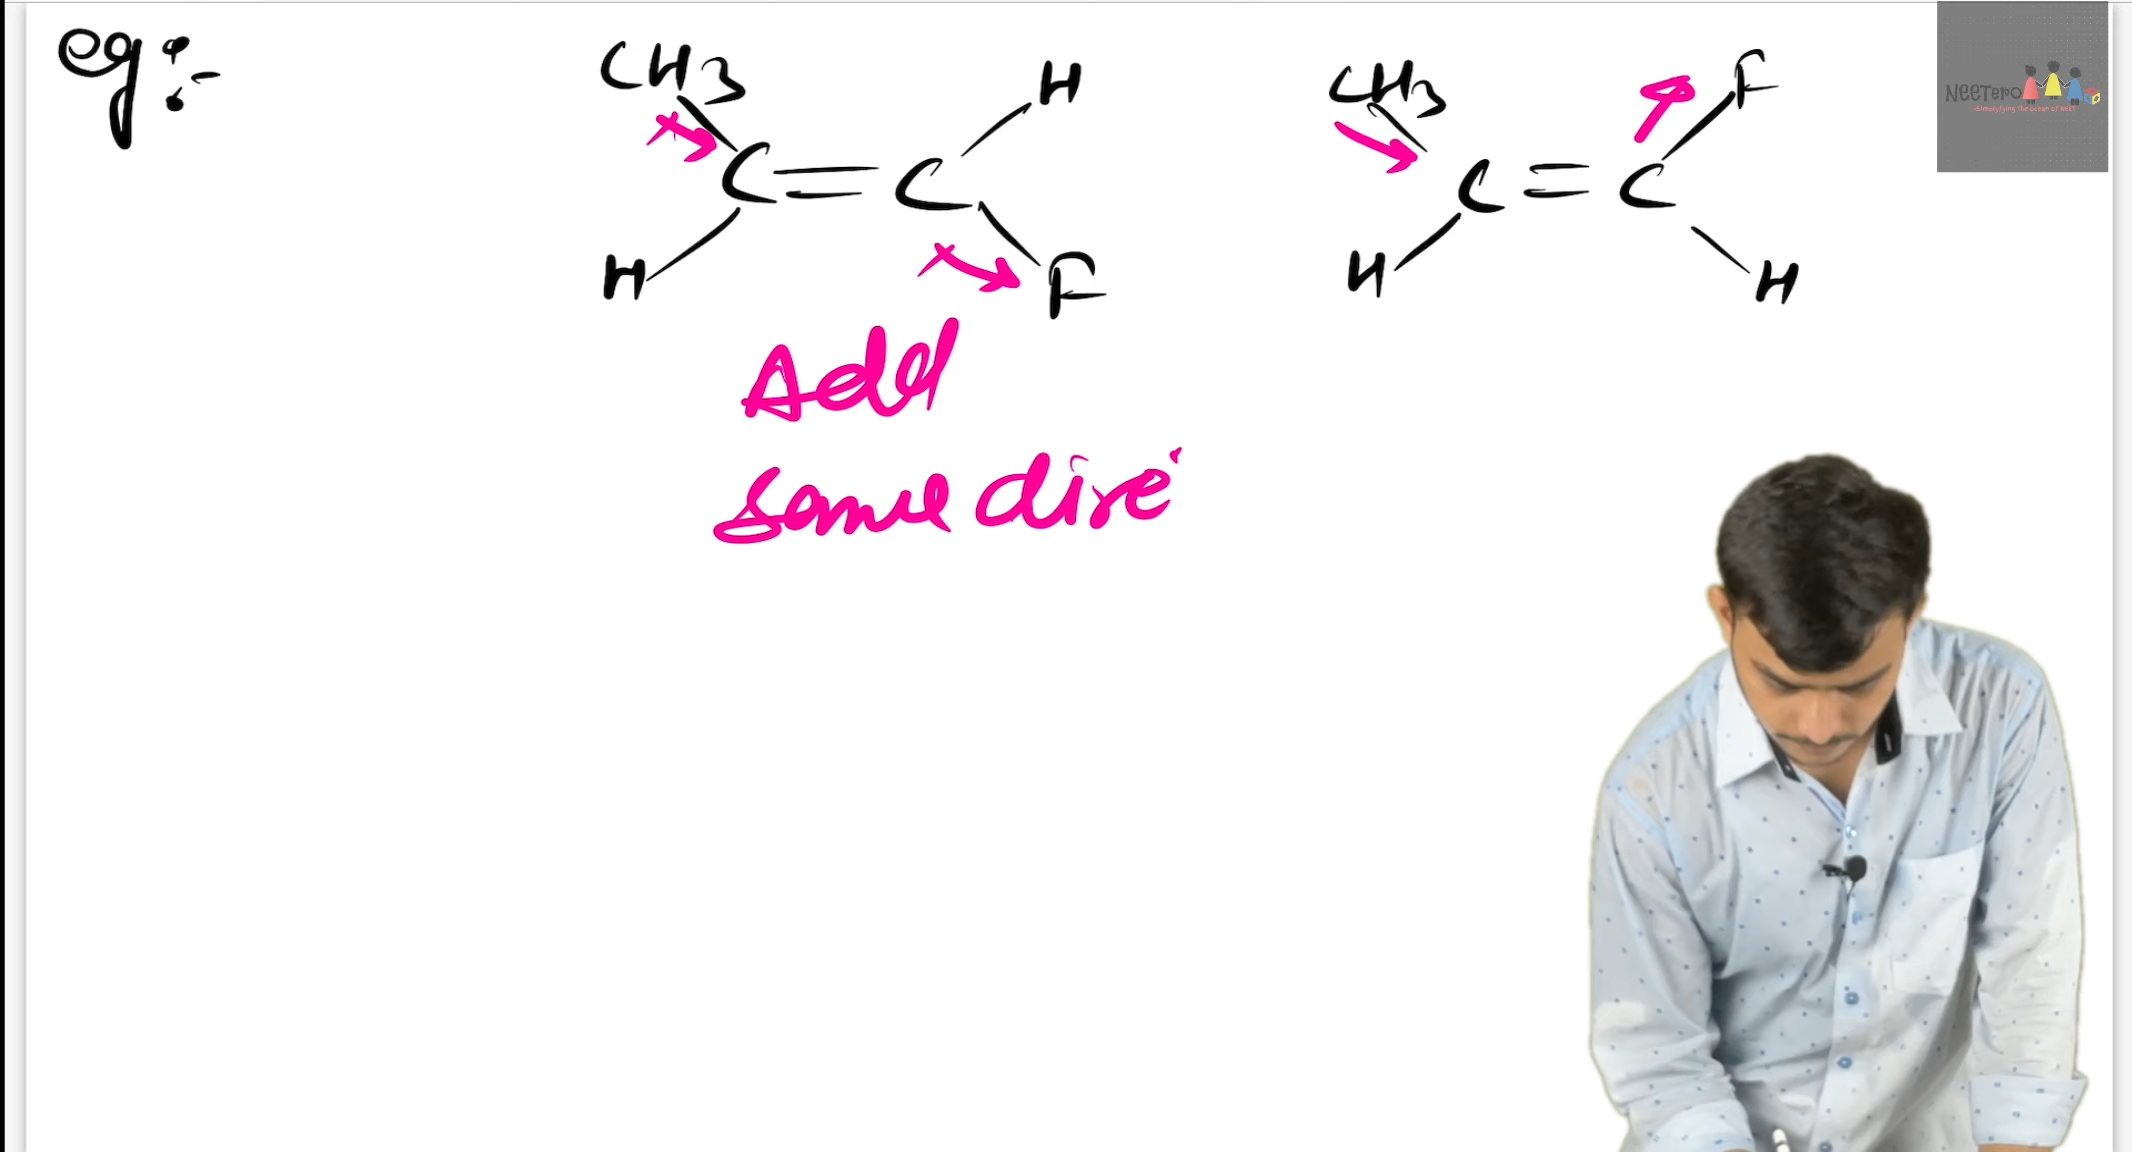 eg:-
CH3 H
C=C
H F
CH3 F
C=C
H H
Add
same dire
NEETero